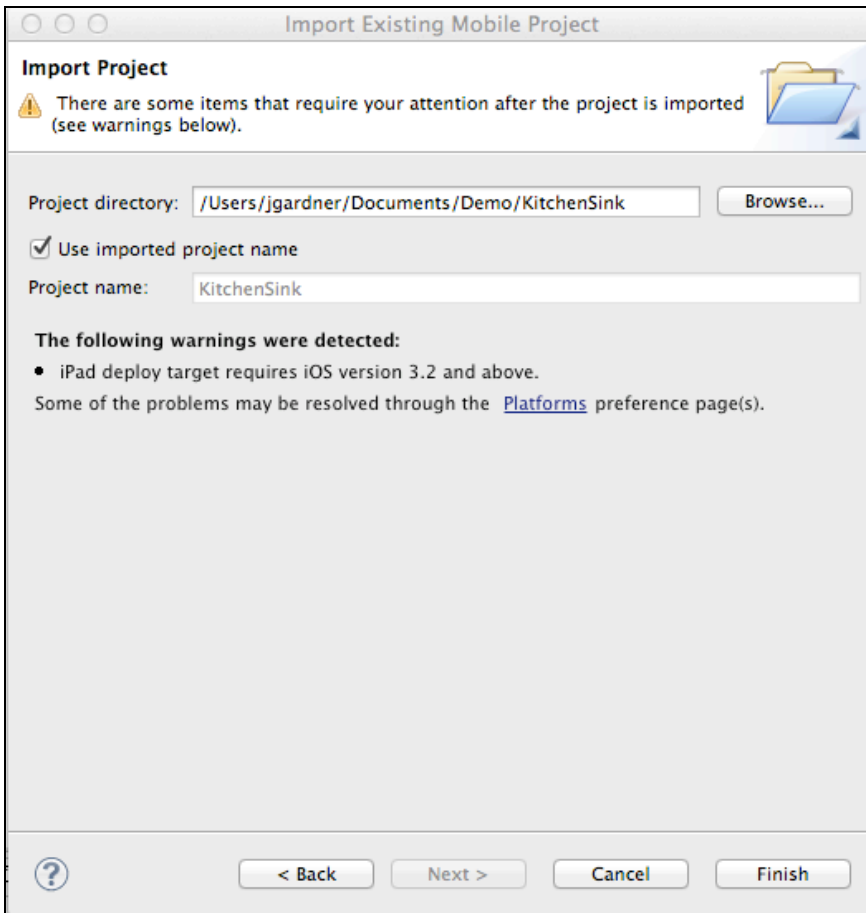 Import Existing Mobile Project
Import Project
There are some items that require your attention after the project is imported
(see warnings below).
Project directory: /Users/jgardner/Documents/Demo/KitchenSink Browse...
Use imported project name
Project name: KitchenSink
The following warnings were detected:
• iPad deploy target requires iOS version 3.2 and above.
Some of the problems may be resolved through the Platforms preference page(s).
? < Back Next > Cancel Finish